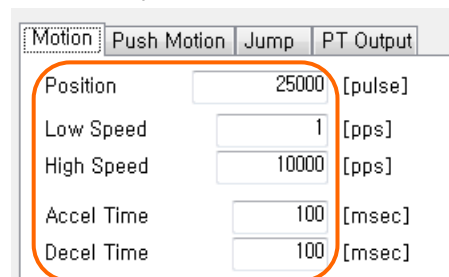 Motion Push Motion Jump PT Output
Position 25000 [pulse]
Low Speed 1 [pps]
High Speed 10000 [pps]
Accel Time 100 [msec]
Decel Time 100 [msec]